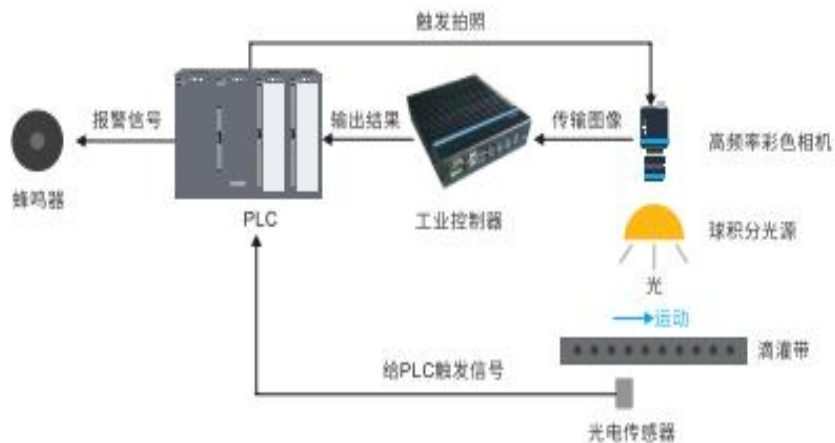 触发拍照
报警信号
输出结果
传输图像
高频率彩色相机
蜂鸣器
PLC
工业控制器
球积分光源
光
运动
滴灌带
给PLC触发信号
光电传感器